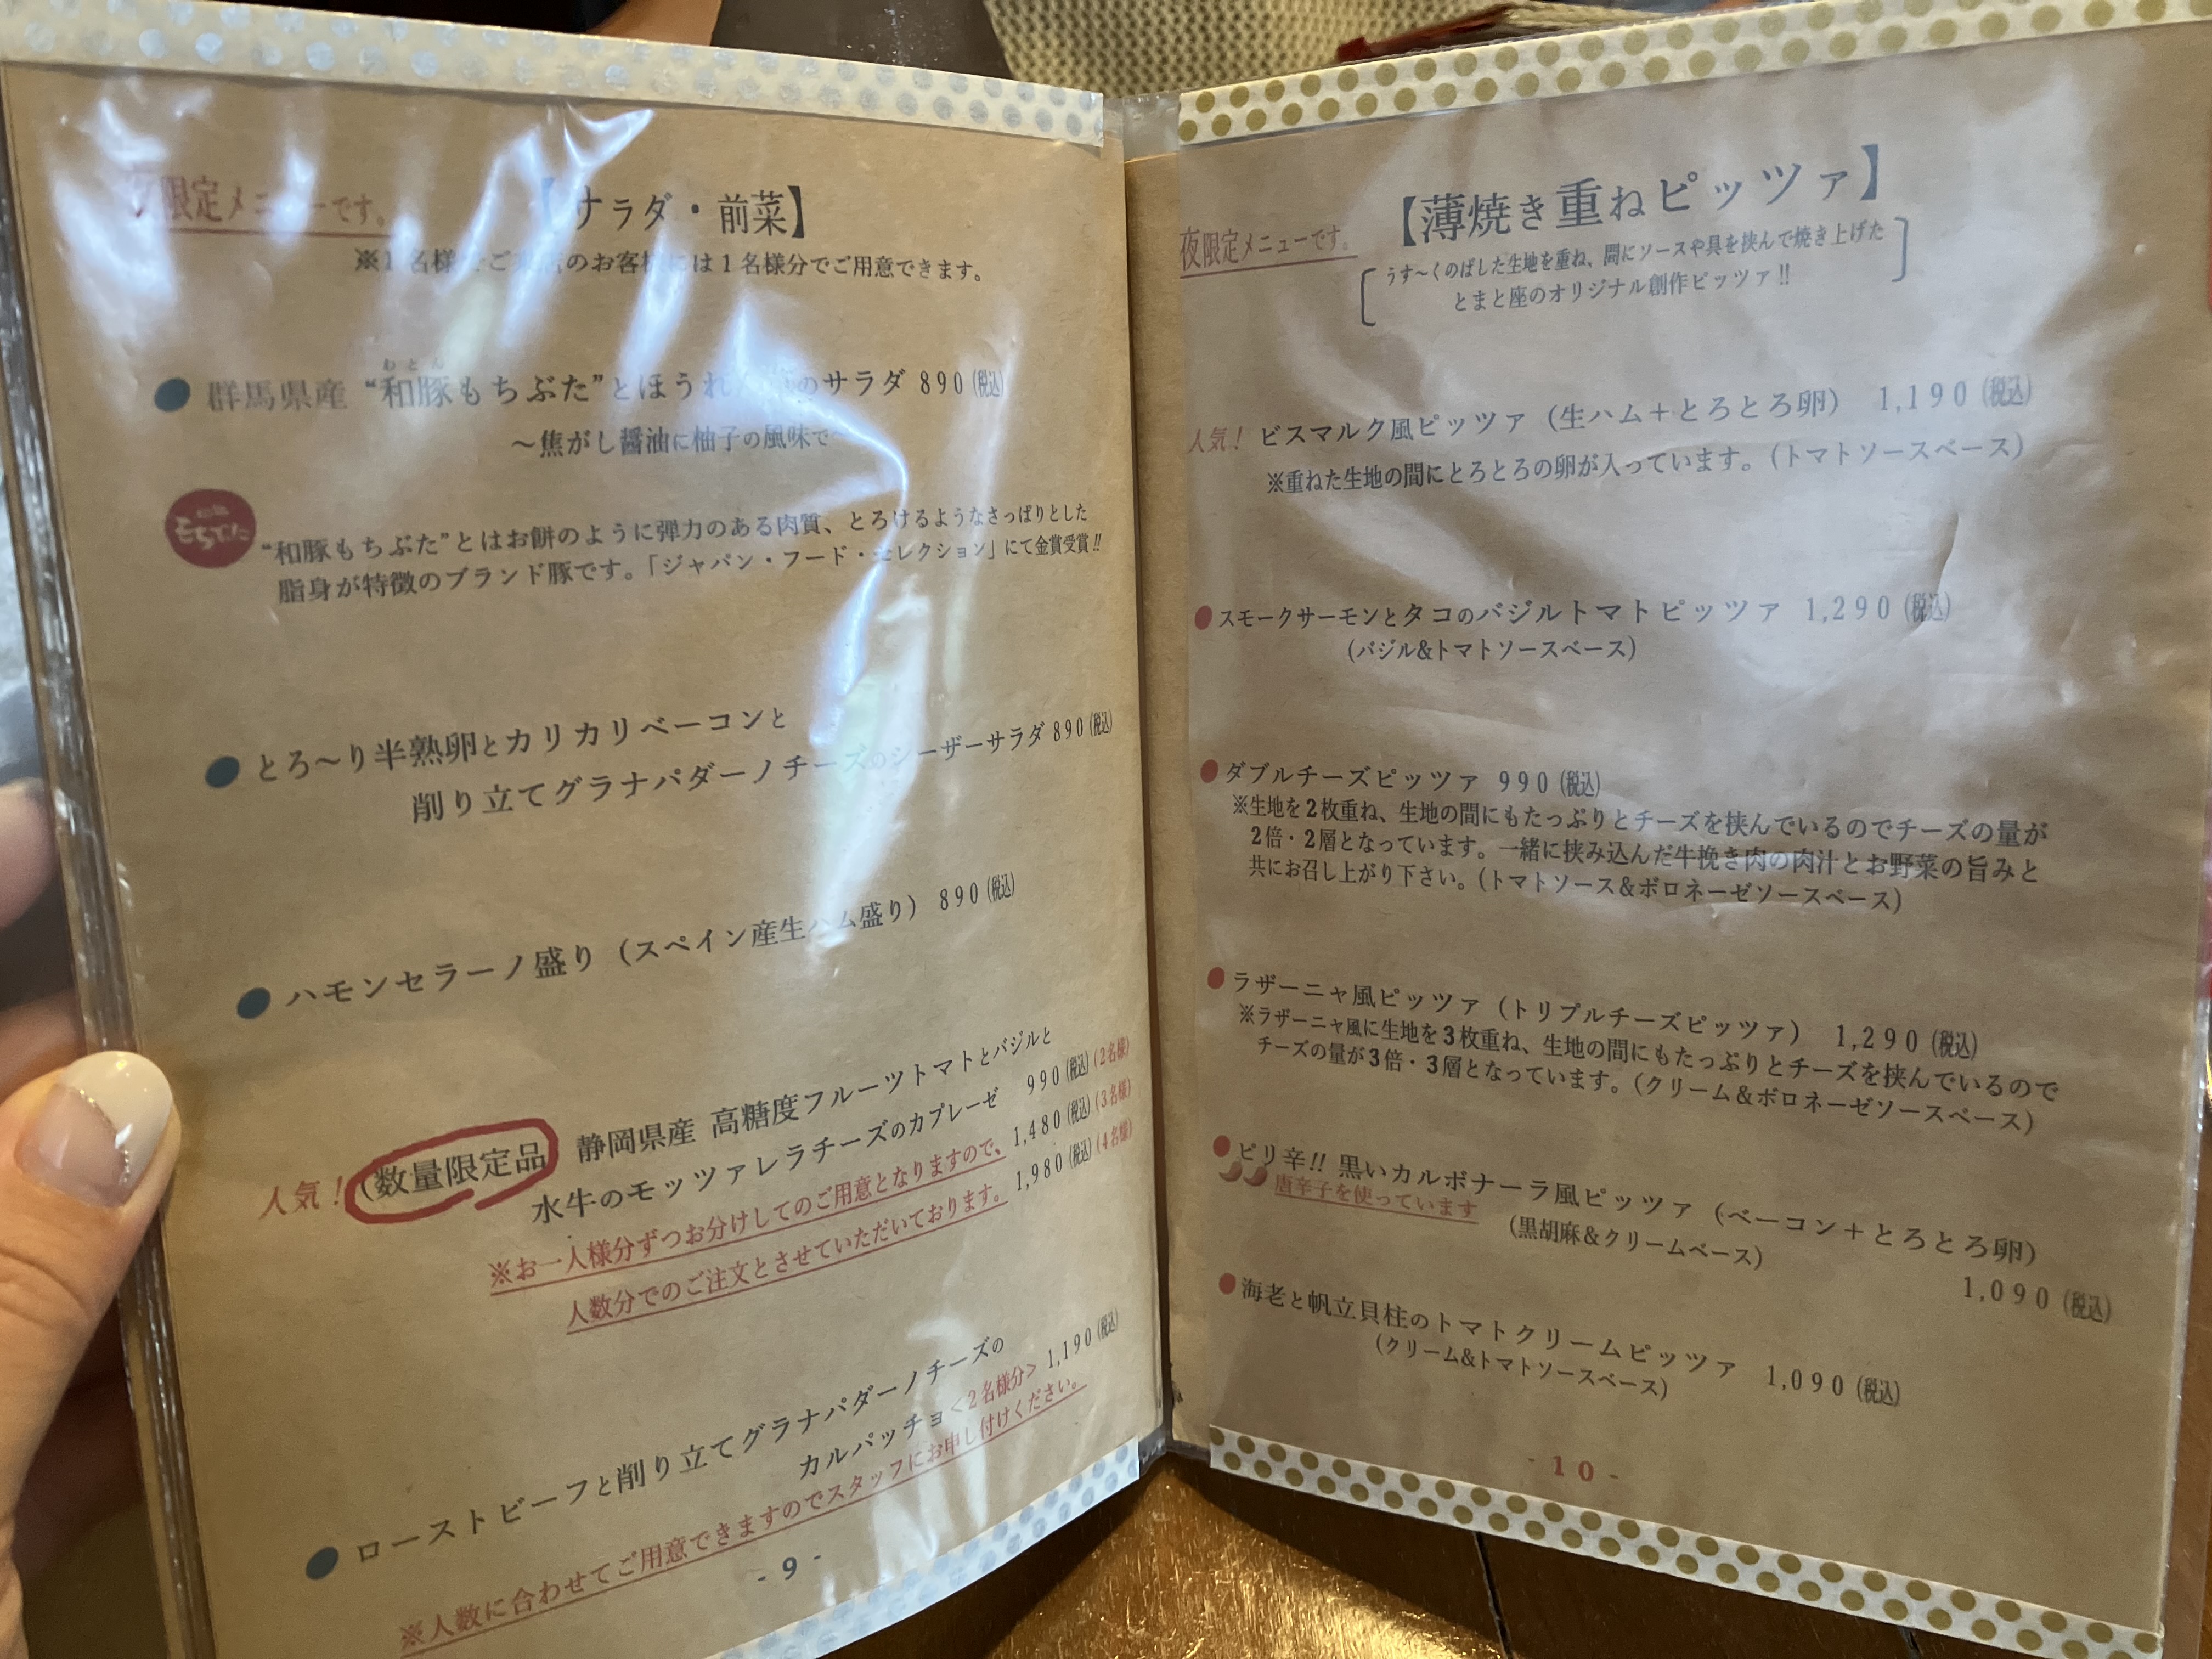 夜限定メニューです。
【サラダ・前菜】
※1名様でご来店のお客様には1名様分でご用意できます。
わとん
群馬県産 “和豚もちぶた”とほうれん草のサラダ 890(税込)
～焦がし醤油に柚子の風味で～
もちぶた
“和豚もちぶた”とはお餅のように弾力のある肉質、とろけるようなさっぱりとした
脂身が特徴のブランド豚です。「ジャパン・フード・セレクション」にて金賞受賞!!
とろ～り半熟卵とカリカリベーコンと
削り立てグラナパダーノチーズのシーザーサラダ 890(税込)
ハモンセラーノ盛り（スペイン産生ハム盛り） 890(税込)
人気！(数量限定品 静岡県産 高糖度フルーツトマトとバジルと
水牛のモッツァレラチーズのカプレーゼ 990(税込)(2名様)
※お一人様分ずつお分けしてのご用意となりますので、 1,480(税込)(3名様)
人数分でのご注文とさせていただいております。 1,980(税込)(4名様)
ローストビーフと削り立てグラナパダーノチーズの
カルパッチョ<2名様分> 1,190(税込)
※人数に合わせてご用意できますのでスタッフにお申し付けください。
- 9 -
夜限定メニューです。
【薄焼き重ねピッツァ】
うす～くのばした生地を重ね、間にソースや具を挟んで焼き上げた
とまと座のオリジナル創作ピッツァ!!
人気！ビスマルク風ピッツァ（生ハム＋とろとろ卵） 1,190(税込)
※重ねた生地の間にとろとろの卵が入っています。(トマトソースベース)
スモークサーモンとタコのバジルトマトピッツァ 1,290(税込)
(バジル&トマトソースベース)
ダブルチーズピッツァ 990(税込)
※生地を2枚重ね、生地の間にもたっぷりとチーズを挟んでいるのでチーズの量が
2倍・2層となっています。一緒に挟み込んだ牛挽き肉の肉汁とお野菜の旨みと
共にお召し上がり下さい。(トマトソース&ボロネーゼソースベース)
ラザーニャ風ピッツァ（トリプルチーズピッツァ） 1,290(税込)
※ラザーニャ風に生地を3枚重ね、生地の間にもたっぷりとチーズを挟んでいるので
チーズの量が3倍・3層となっています。(クリーム&ボロネーゼソースベース)
ピリ辛!! 黒いカルボナーラ風ピッツァ（ベーコン＋とろとろ卵）
唐辛子を使っています
(黒胡麻&クリームベース)
1,090(税込)
海老と帆立貝柱のトマトクリームピッツァ 1,090(税込)
(クリーム&トマトソースベース)
- 10 -